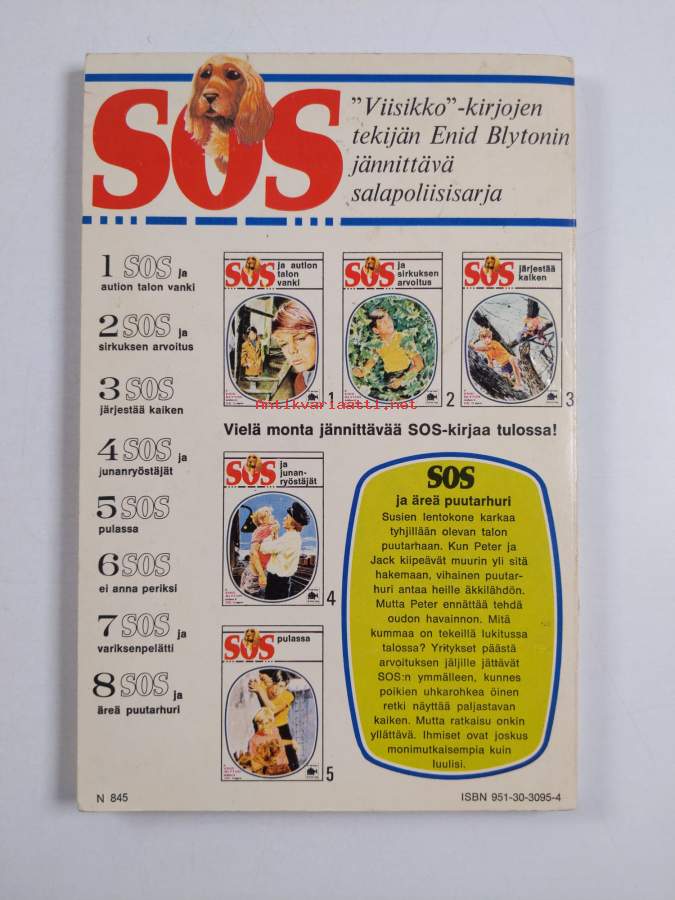 SOS
"Viisikko"-kirjojen
tekijän Enid Blytonin
jännittävä
salapoliisisarja
1 SOS ja
aution talon vanki
2 SOS ja
sirkuksen arvoitus
3 SOS
järjestää kaiken
4 SOS ja
junanryöstäjät
5 SOS
pulassa
6 SOS
ei anna periksi
7 SOS ja
variksenpelätti
8 SOS ja
äreä puutarhuri
SOS
ja aution
talon
vanki
1
SOS
ja
sirkuksen
arvoitus
2
SOS
järjestää
kaiken
3
Antikvariaatti.net
Vielä monta jännittävää SOS-kirjaa tulossa!
SOS
ja
junan-
ryöstäjät
4
SOS
pulassa
5
SOS
ja äreä puutarhuri
Susien lentokone karkaa
tyhjillään olevan talon
puutarhaan. Kun Peter ja
Jack kiipeävät muurin yli sitä
hakemaan, vihainen puutar-
huri antaa heille äkkilähdön.
Mutta Peter ennättää tehdä
oudon havainnon. Mitä
kummaa on tekeillä lukitussa
talossa? Yritykset päästä
arvoituksen jäljille jättävät
SOS:n ymmälleen, kunnes
poikien uhkarohkea öinen
retki näyttää paljastavan
kaiken. Mutta ratkaisu onkin
yllättävä. Ihmiset ovat joskus
monimutkaisempia kuin
luulisi.
N 845
ISBN 951-30-3095-4